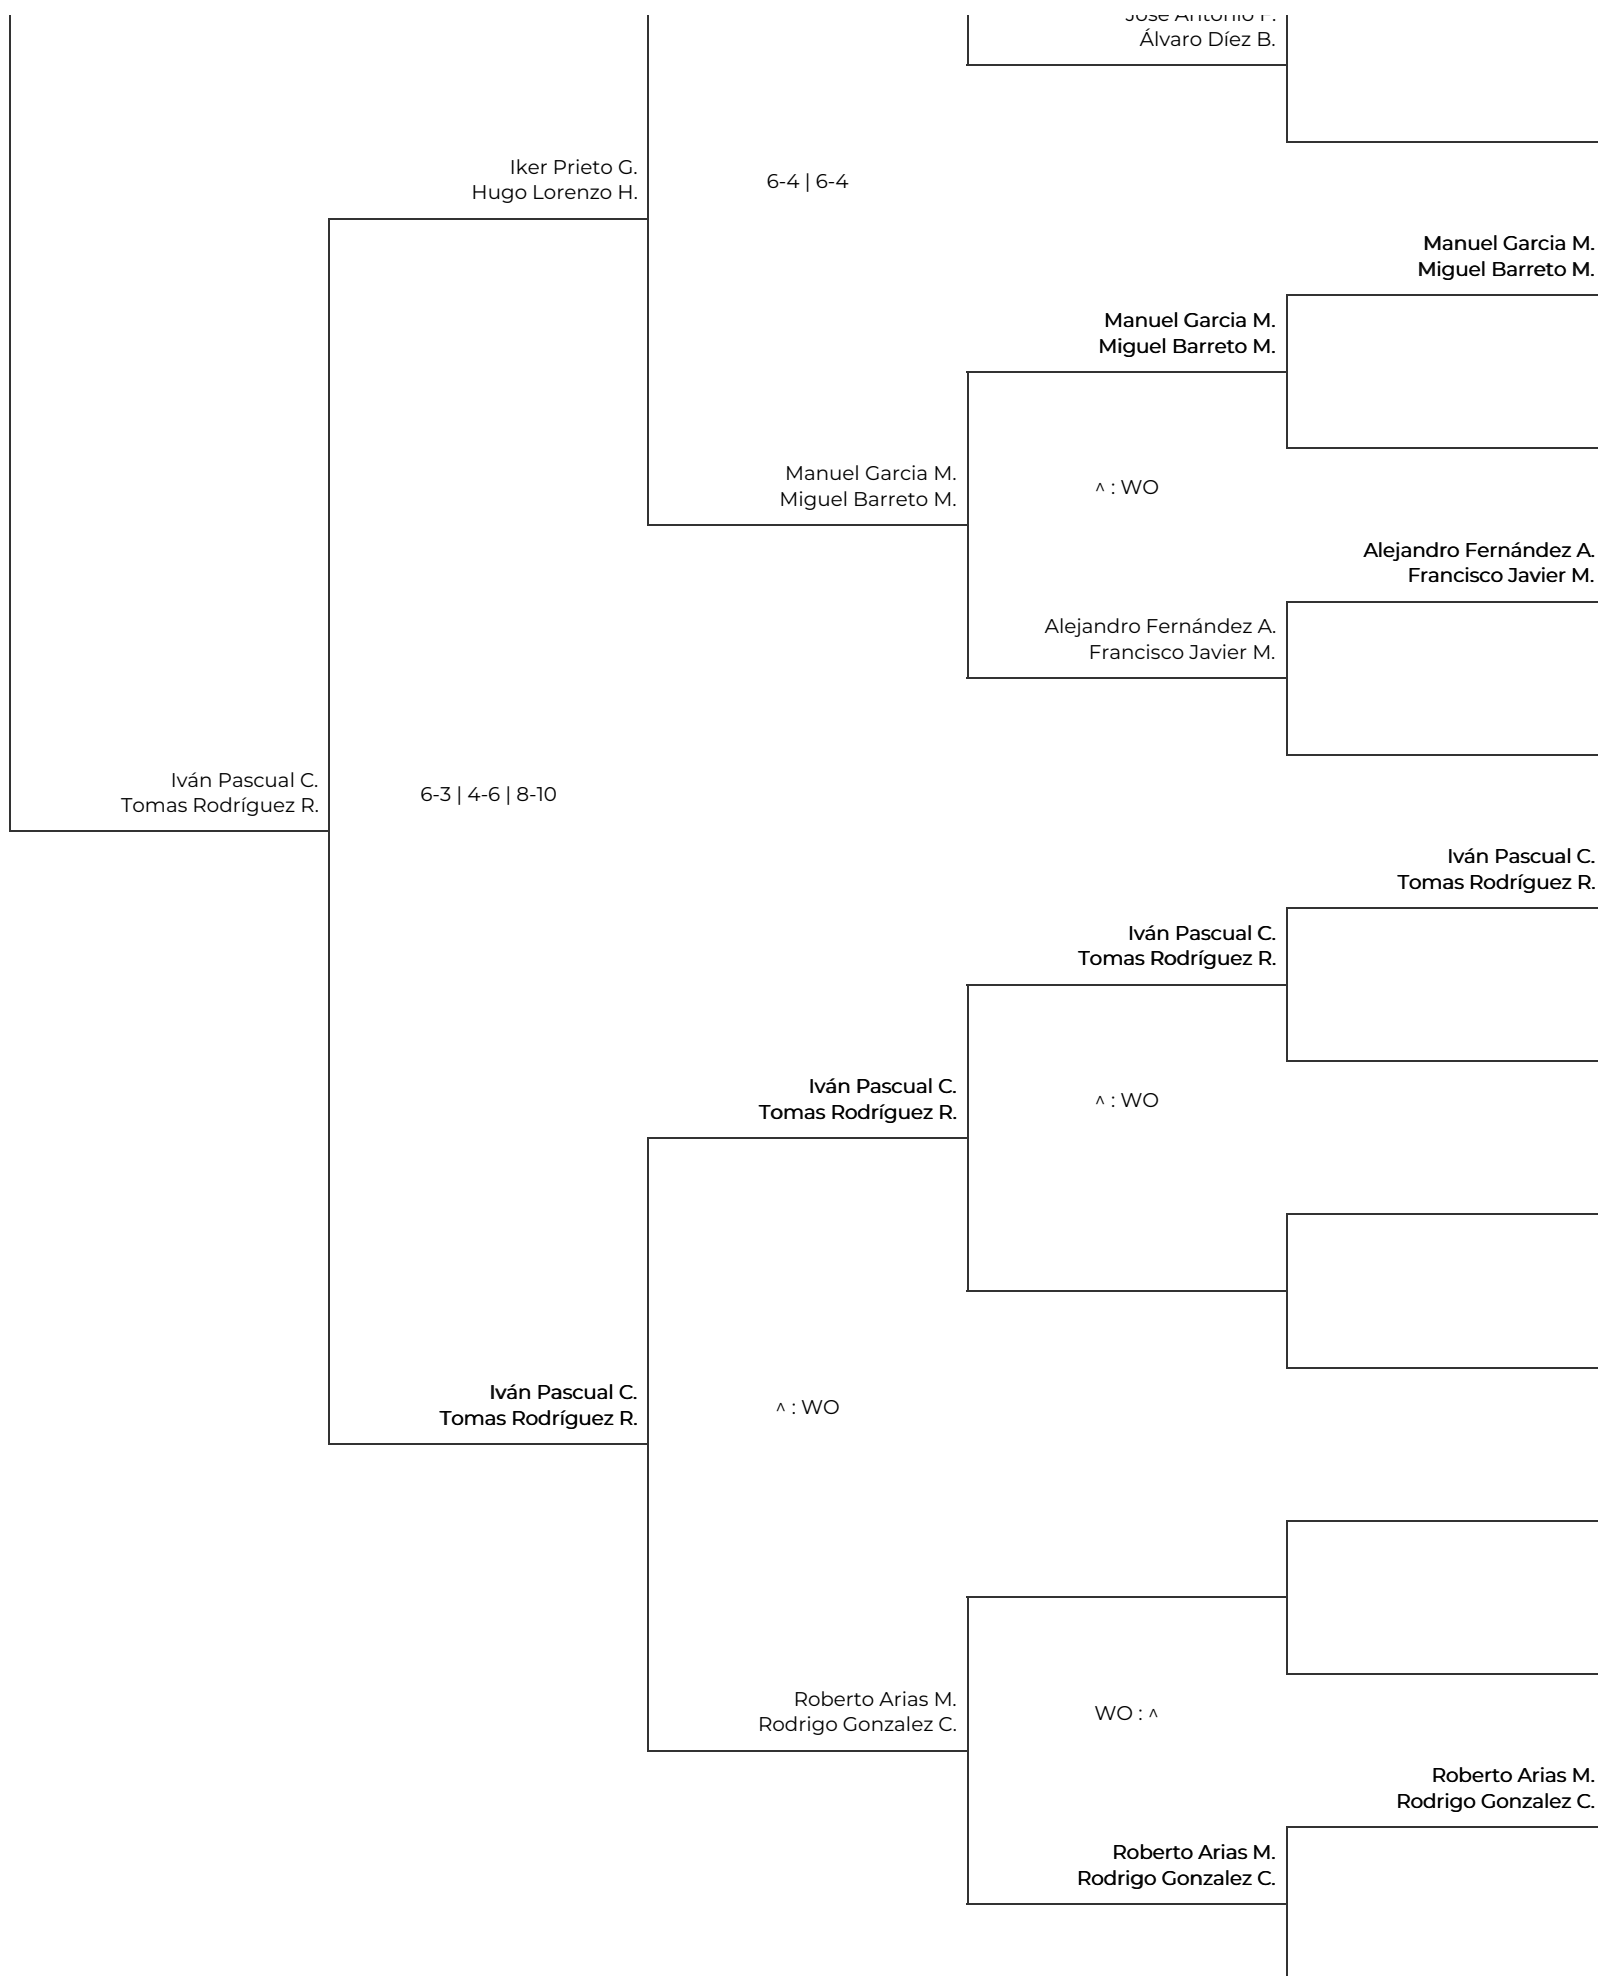 Álvaro Díez B.
Iker Prieto G.
Hugo Lorenzo H.
6-4 | 6-4
Manuel Garcia M.
Miguel Barreto M.
Manuel Garcia M.
Miguel Barreto M.
Manuel Garcia M.
Miguel Barreto M.
^ : WO
Alejandro Fernández A.
Francisco Javier M.
Alejandro Fernández A.
Francisco Javier M.
Iván Pascual C.
Tomas Rodríguez R.
6-3 | 4-6 | 8-10
Iván Pascual C.
Tomas Rodríguez R.
Iván Pascual C.
Tomas Rodríguez R.
Iván Pascual C.
Tomas Rodríguez R.
^ : WO
Iván Pascual C.
Tomas Rodríguez R.
^ : WO
Roberto Arias M.
Rodrigo Gonzalez C.
WO : ^
Roberto Arias M.
Rodrigo Gonzalez C.
Roberto Arias M.
Rodrigo Gonzalez C.